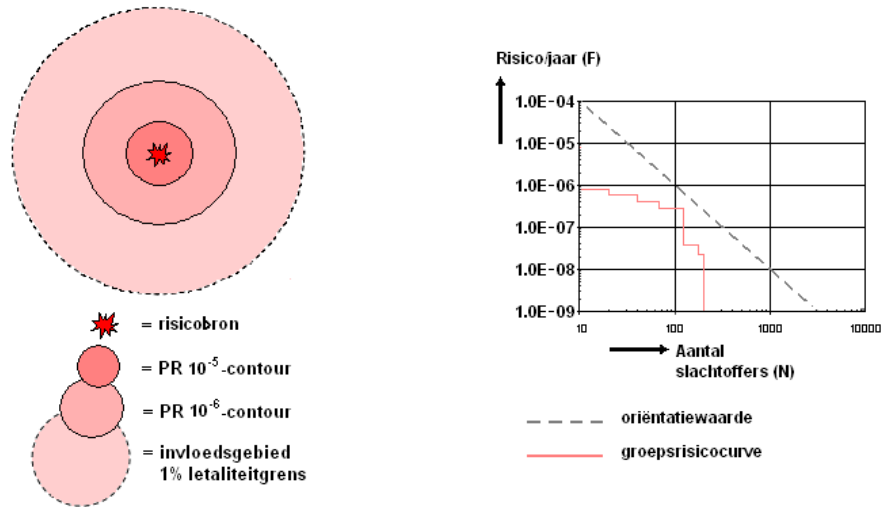 = risicobron
= PR 10⁻⁵-contour
= PR 10⁻⁶-contour
= invloedsgebied
1% letaliteitgrens
Risico/jaar (F)
1.0E-04
1.0E-05
1.0E-06
1.0E-07
1.0E-08
1.0E-09
10 100 1000 10000
Aantal
slachtoffers (N)
oriëntatiewaarde
groepsrisicocurve